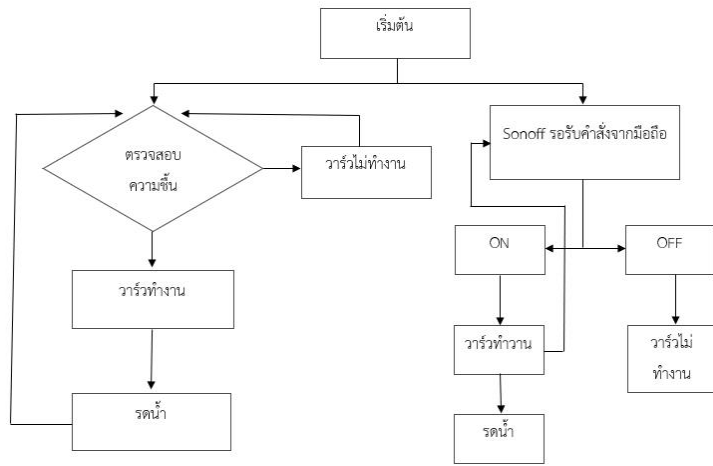 เริ่มต้น
ตรวจสอบ
ความชื้น
วาร์วไม่ทำงาน
วาร์วทำงาน
รดน้ำ
Sonoff รอรับคำสั่งจากมือถือ
ON
OFF
วาร์วทำวาน
วาร์วไม่
ทำงาน
รดน้ำ